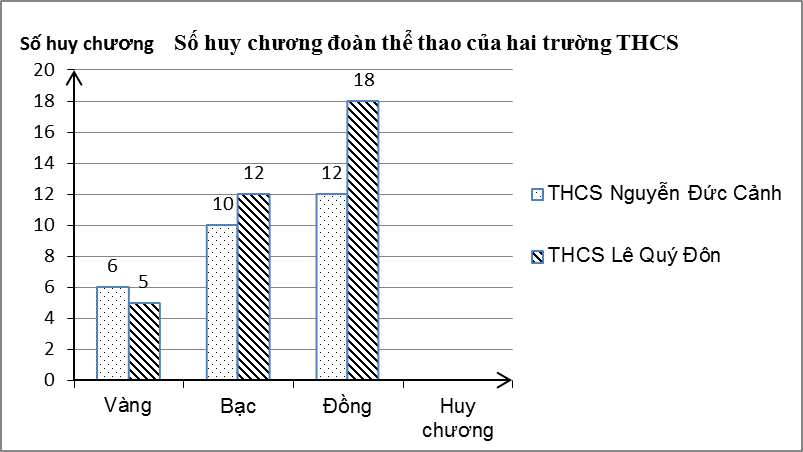 Số huy chương Số huy chương đoàn thể thao của hai trường THCS
20
18
16
14
12
10
8
6
4
2
0
6
5
10
12
12
18
Vàng
Bạc
Đồng
Huy
chương
THCS Nguyễn Đức Cảnh
THCS Lê Quý Đôn